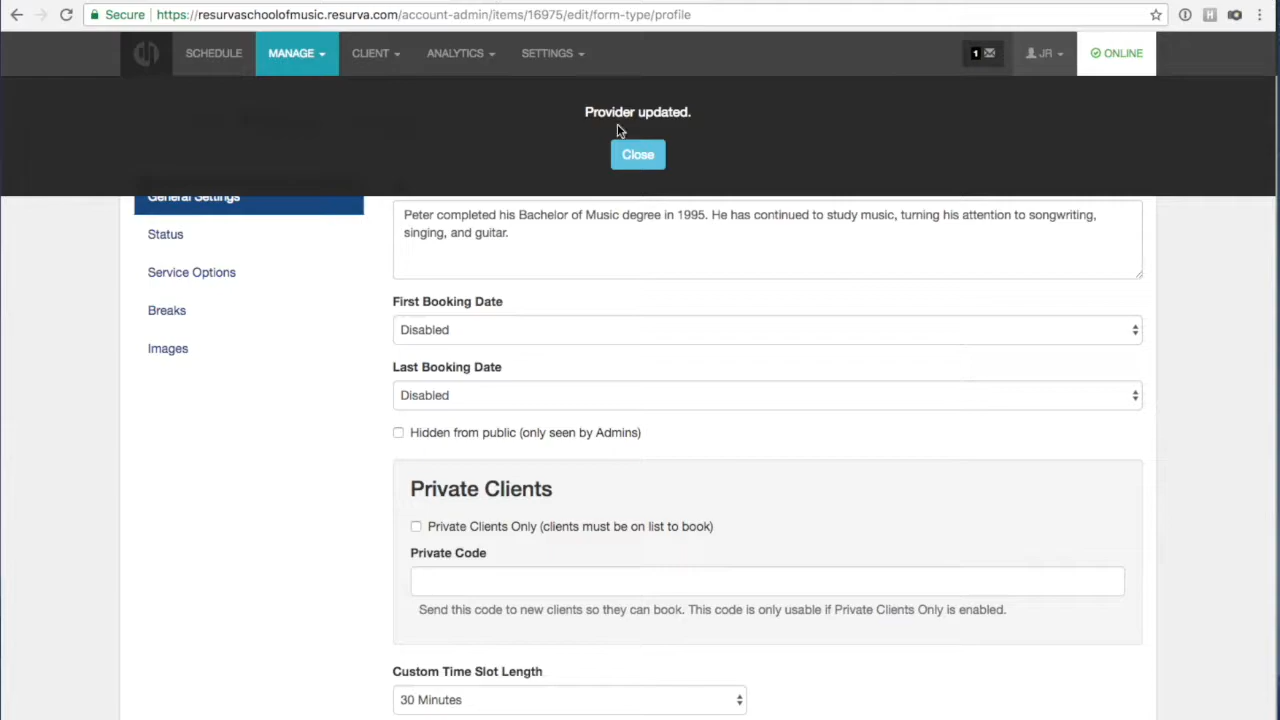 Secure https://resurvaschoolofmusic.resurva.com/account-admin/items/16975/edit/form-type/profile
SCHEDULE MANAGE CLIENT ANALYTICS SETTINGS 1 JR ONLINE
Provider updated.
Close
General Settings
Status
Service Options
Breaks
Images
Peter completed his Bachelor of Music degree in 1995. He has continued to study music, turning his attention to songwriting,
singing, and guitar.
First Booking Date
Disabled
Last Booking Date
Disabled
Hidden from public (only seen by Admins)
Private Clients
Private Clients Only (clients must be on list to book)
Private Code
Send this code to new clients so they can book. This code is only usable if Private Clients Only is enabled.
Custom Time Slot Length
30 Minutes